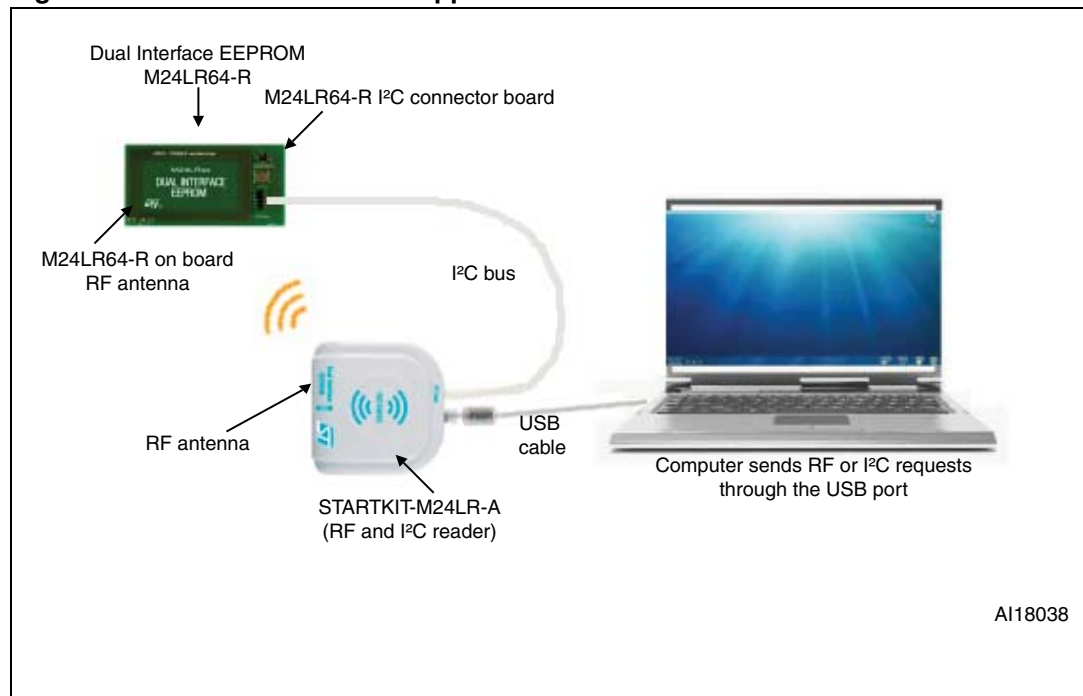 Dual Interface EEPROM
M24LR64-R
M24LR64-R I²C connector board
DUAL INTERFACE
EEPROM
M24LR64-R on board
RF antenna
I²C bus
RF antenna
USB
cable
STARTKIT-M24LR-A
(RF and I²C reader)
Computer sends RF or I²C requests
through the USB port
AI18038